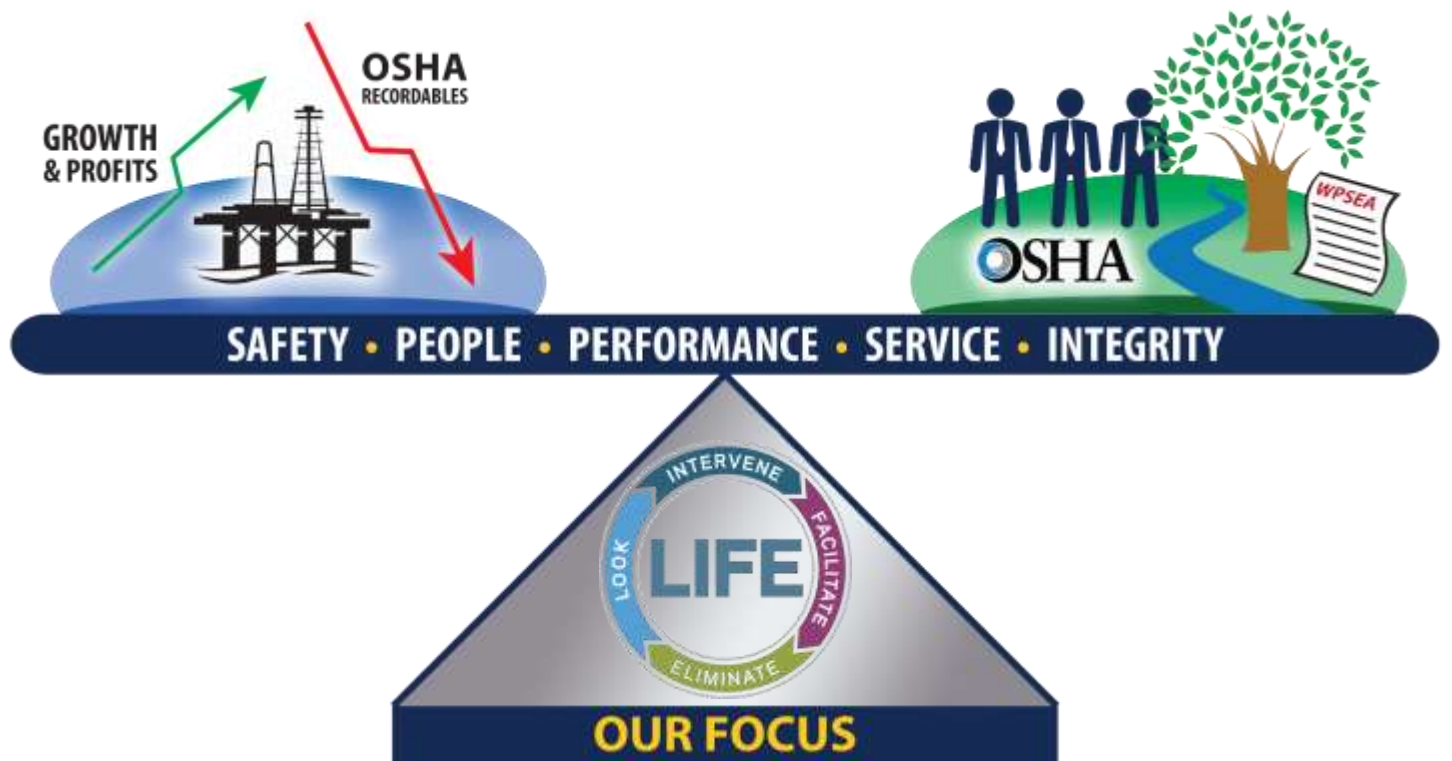 GROWTH
& PROFITS
OSHA
RECORDABLES
OSHA
WPSEA
SAFETY • PEOPLE • PERFORMANCE • SERVICE • INTEGRITY
INTERVENE
FACILITATE
ELIMINATE
LOOK
LIFE
OUR FOCUS